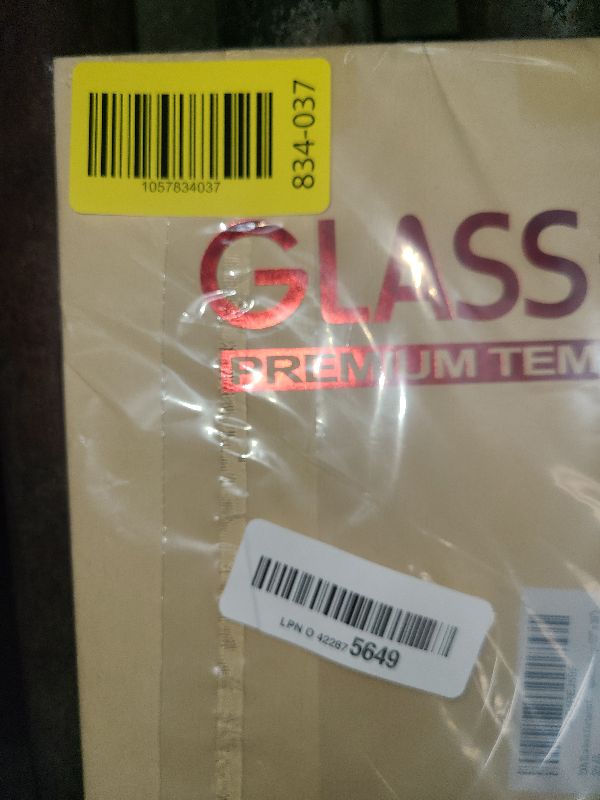 834-037
1057834037
GLASS
PREMIUM TEM
LPN O 42287 5649